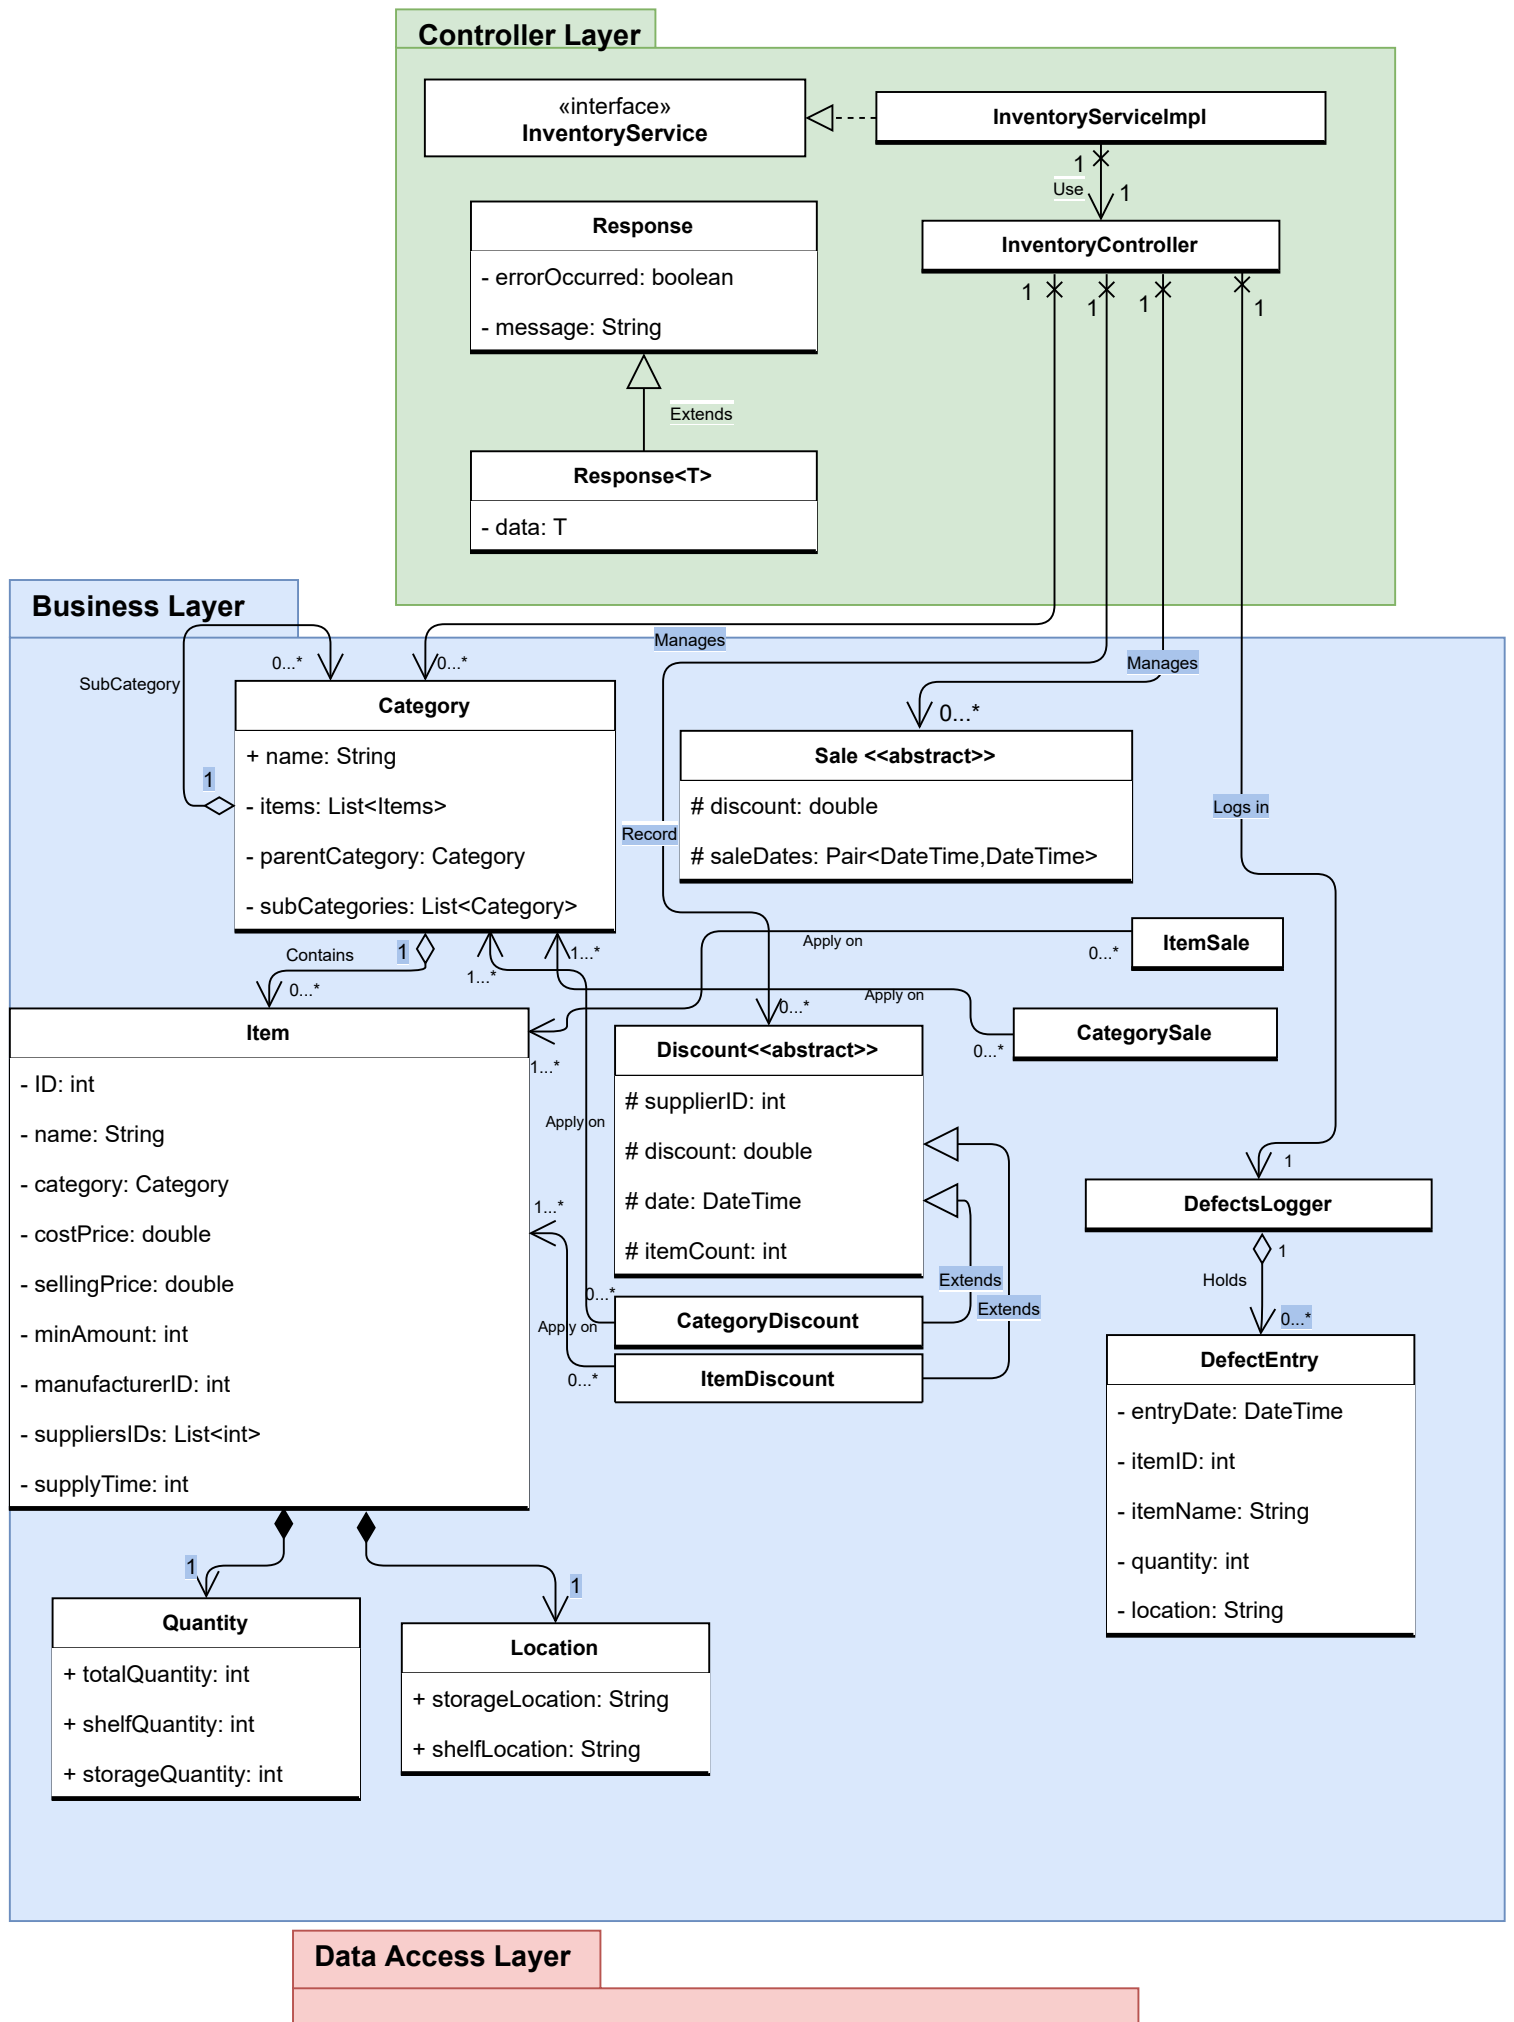 Controller Layer
«interface»
InventoryService
InventoryServiceImpl
1
Use
1
Response
- errorOccurred: boolean
- message: String
InventoryController
1
1
1
1
Extends
Response<T>
- data: T
Business Layer
Manages
Manages
0...*
0...*
SubCategory
Category
+ name: String
- items: List<Items>
- parentCategory: Category
- subCategories: List<Category>
1
0...*
Sale <<abstract>>
# discount: double
# saleDates: Pair<DateTime,DateTime>
Record
Logs in
Contains
1
0...*
1...*
1...*
Apply on
0...*
ItemSale
Apply on
0...*
CategorySale
0...*
Item
- ID: int
- name: String
- category: Category
- costPrice: double
- sellingPrice: double
- minAmount: int
- manufacturerID: int
- suppliersIDs: List<int>
- supplyTime: int
1...*
Apply on
1...*
Discount<<abstract>>
# supplierID: int
# discount: double
# date: DateTime
# itemCount: int
Extends
Extends
0...*
CategoryDiscount
Apply on
0...*
ItemDiscount
1
DefectsLogger
1
Holds
0...*
DefectEntry
- entryDate: DateTime
- itemID: int
- itemName: String
- quantity: int
- location: String
1
1
Quantity
+ totalQuantity: int
+ shelfQuantity: int
+ storageQuantity: int
Location
+ storageLocation: String
+ shelfLocation: String
Data Access Layer